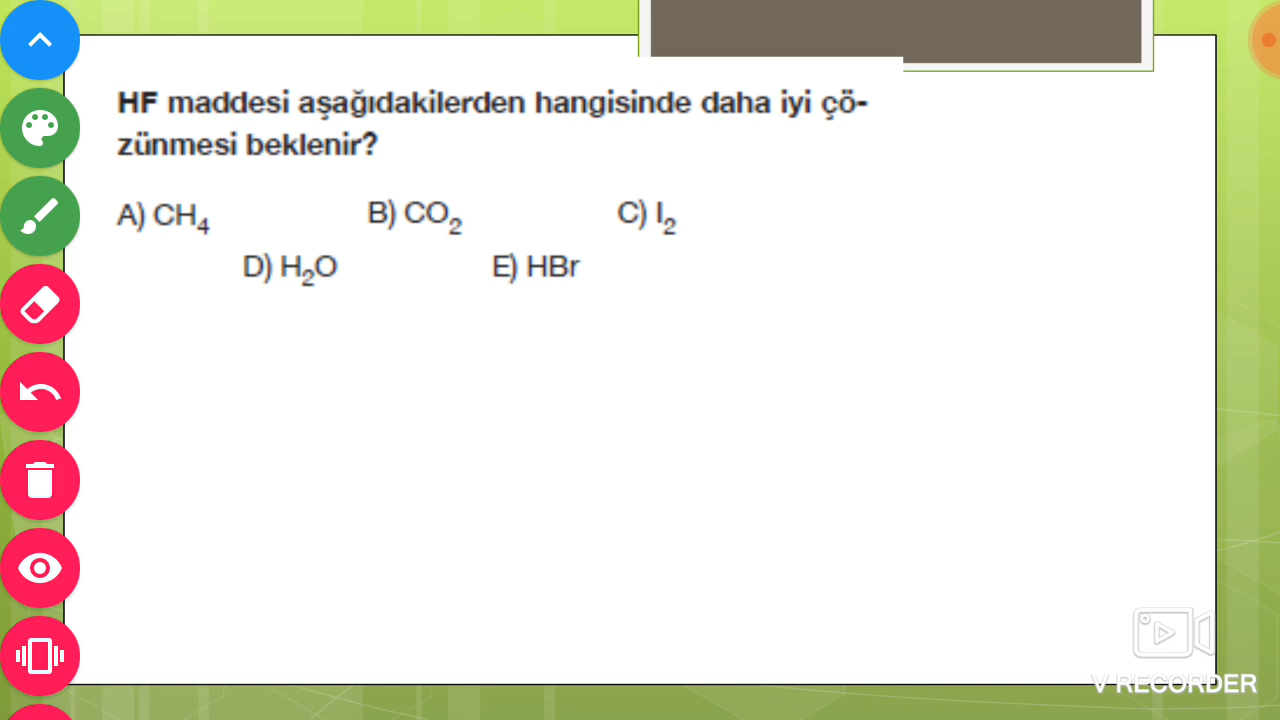 HF maddesi aşağıdakilerden hangisinde daha iyi çö-
zünmesi beklenir?
A) CH₄ B) CO₂ C) I₂
D) H₂O E) HBr
V RECORDER